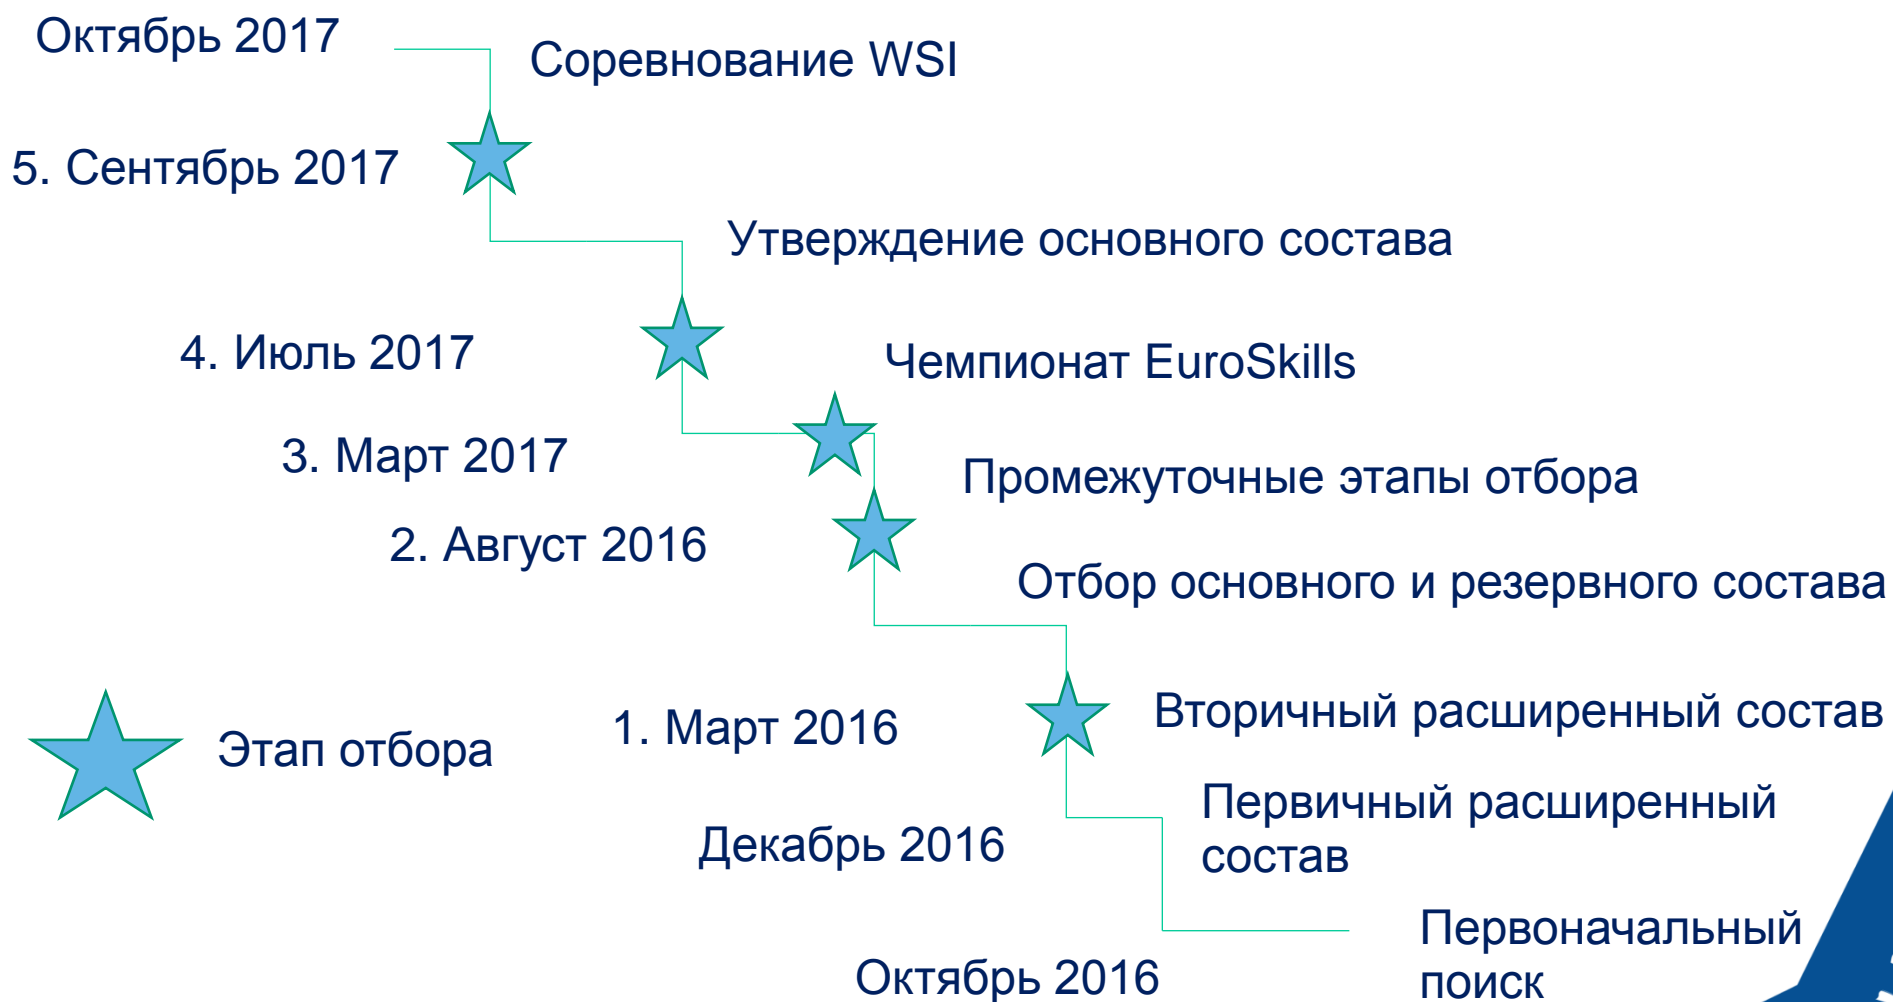 Октябрь 2017
Соревнование WSI
5. Сентябрь 2017
Утверждение основного состава
4. Июль 2017
Чемпионат EuroSkills
3. Март 2017
Промежуточные этапы отбора
2. Август 2016
Отбор основного и резервного состава
Этап отбора
1. Март 2016
Вторичный расширенный состав
Первичный расширенный
состав
Декабрь 2016
Первоначальный
поиск
Октябрь 2016